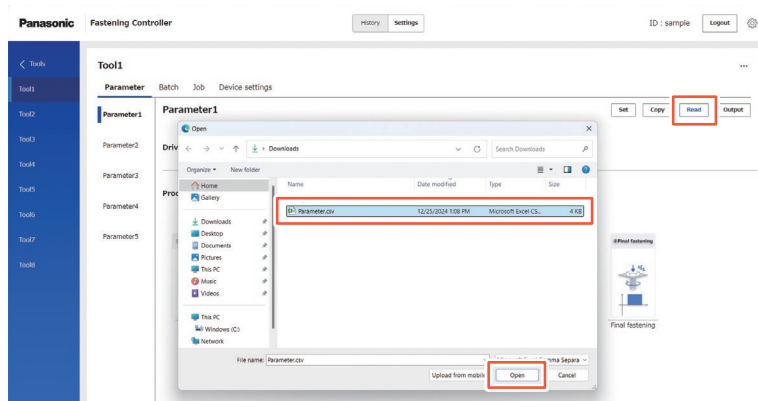 Panasonic Fastening Controller History Settings ID : sample Logout
< Tools
Tool1
Tool2
Tool3
Tool4
Tool5
Tool6
Tool7
Tool8
Tool1 ...
Parameter Batch Job Device settings
Parameter1
Parameter2
Parameter3
Parameter4
Parameter5
Parameter1 Set Copy Read Output
Driv
Proc
Open
Downloads Search Downloads
Organize New folder
Home
Gallery
Downloads
Desktop
Documents
Pictures
This PC
Music
Videos
This PC
Windows (C:)
Network
Name Date modified Type Size
Parameter.csv 12/25/2024 1:08 PM Microsoft Excel CS... 4 KB
File name: Parameter.csv
Upload from mobile Open Cancel
Final fastening
Final fastening